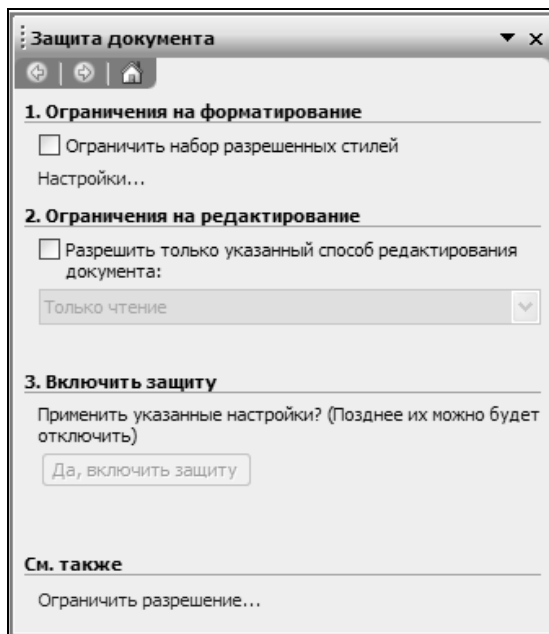 Защита документа
1. Ограничения на форматирование
Ограничить набор разрешенных стилей
Настройки...
2. Ограничения на редактирование
Разрешить только указанный способ редактирования
документа:
Только чтение
3. Включить защиту
Применить указанные настройки? (Позднее их можно будет
отключить)
Да, включить защиту
См. также
Ограничить разрешение...